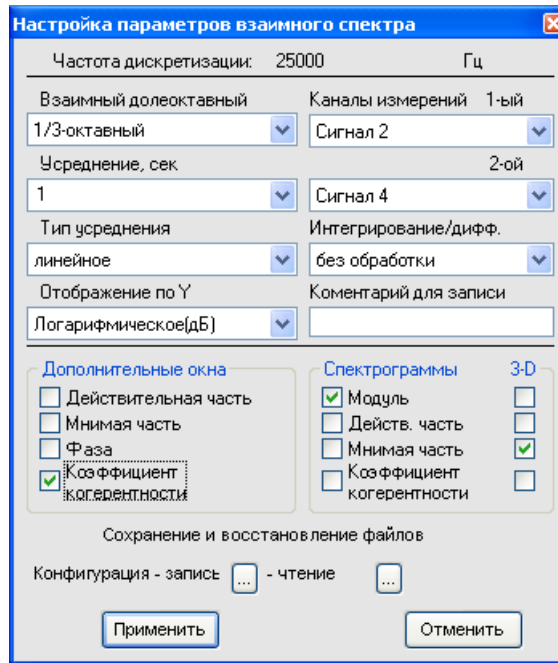 Настройка параметров взаимного спектра
Частота дискретизации: 25000 Гц
Взаимный долеоктавный Каналы измерений 1-ый
1/3-октавный Сигнал 2
Усреднение, сек 2-ой
1 Сигнал 4
Тип усреднения Интегрирование/дифф.
линейное без обработки
Отображение по Y Коментарий для записи
Логарифмическое(дБ)
Дополнительные окна Спектрограммы 3-D
Действительная часть Модуль
Мнимая часть Действ. часть
Фаза Мнимая часть
Коэффициент Коэффициент
когерентности когерентности
Сохранение и восстановление файлов
Конфигурация - запись ... - чтение ...
Применить Отменить